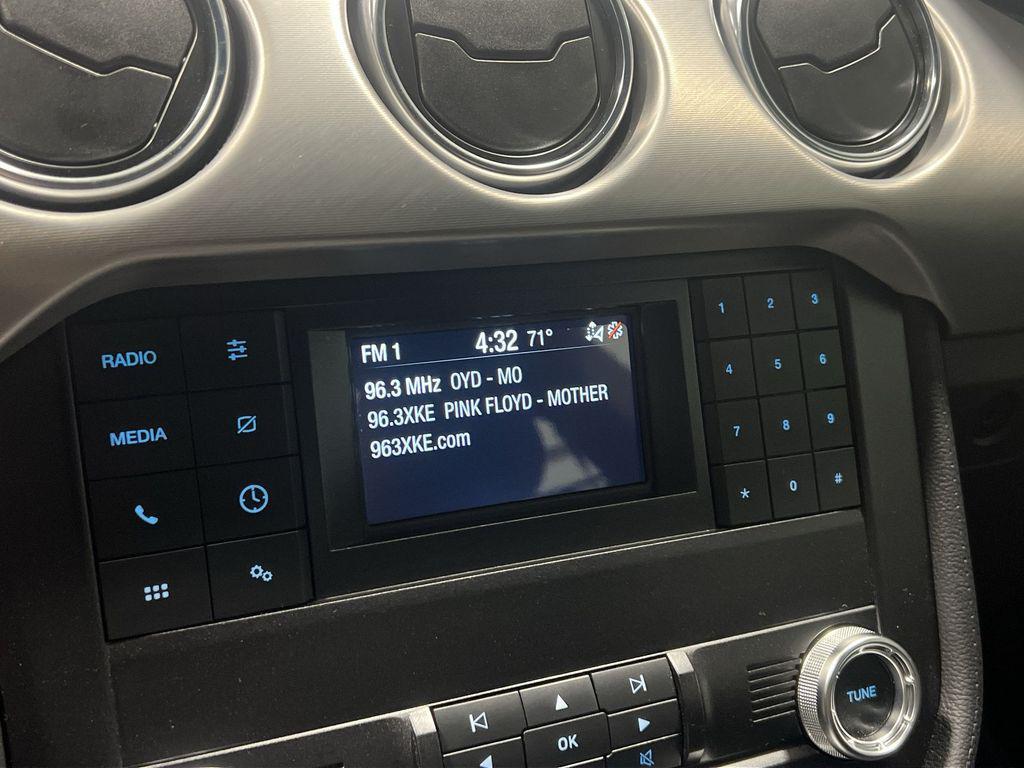 FM 1 4:32 71°
96.3 MHz OYD - MO
96.3XKE PINK FLOYD - MOTHER
963XKE.com
RADIO
MEDIA
1 2 3
4 5 6
7 8 9
* 0 #
OK
TUNE